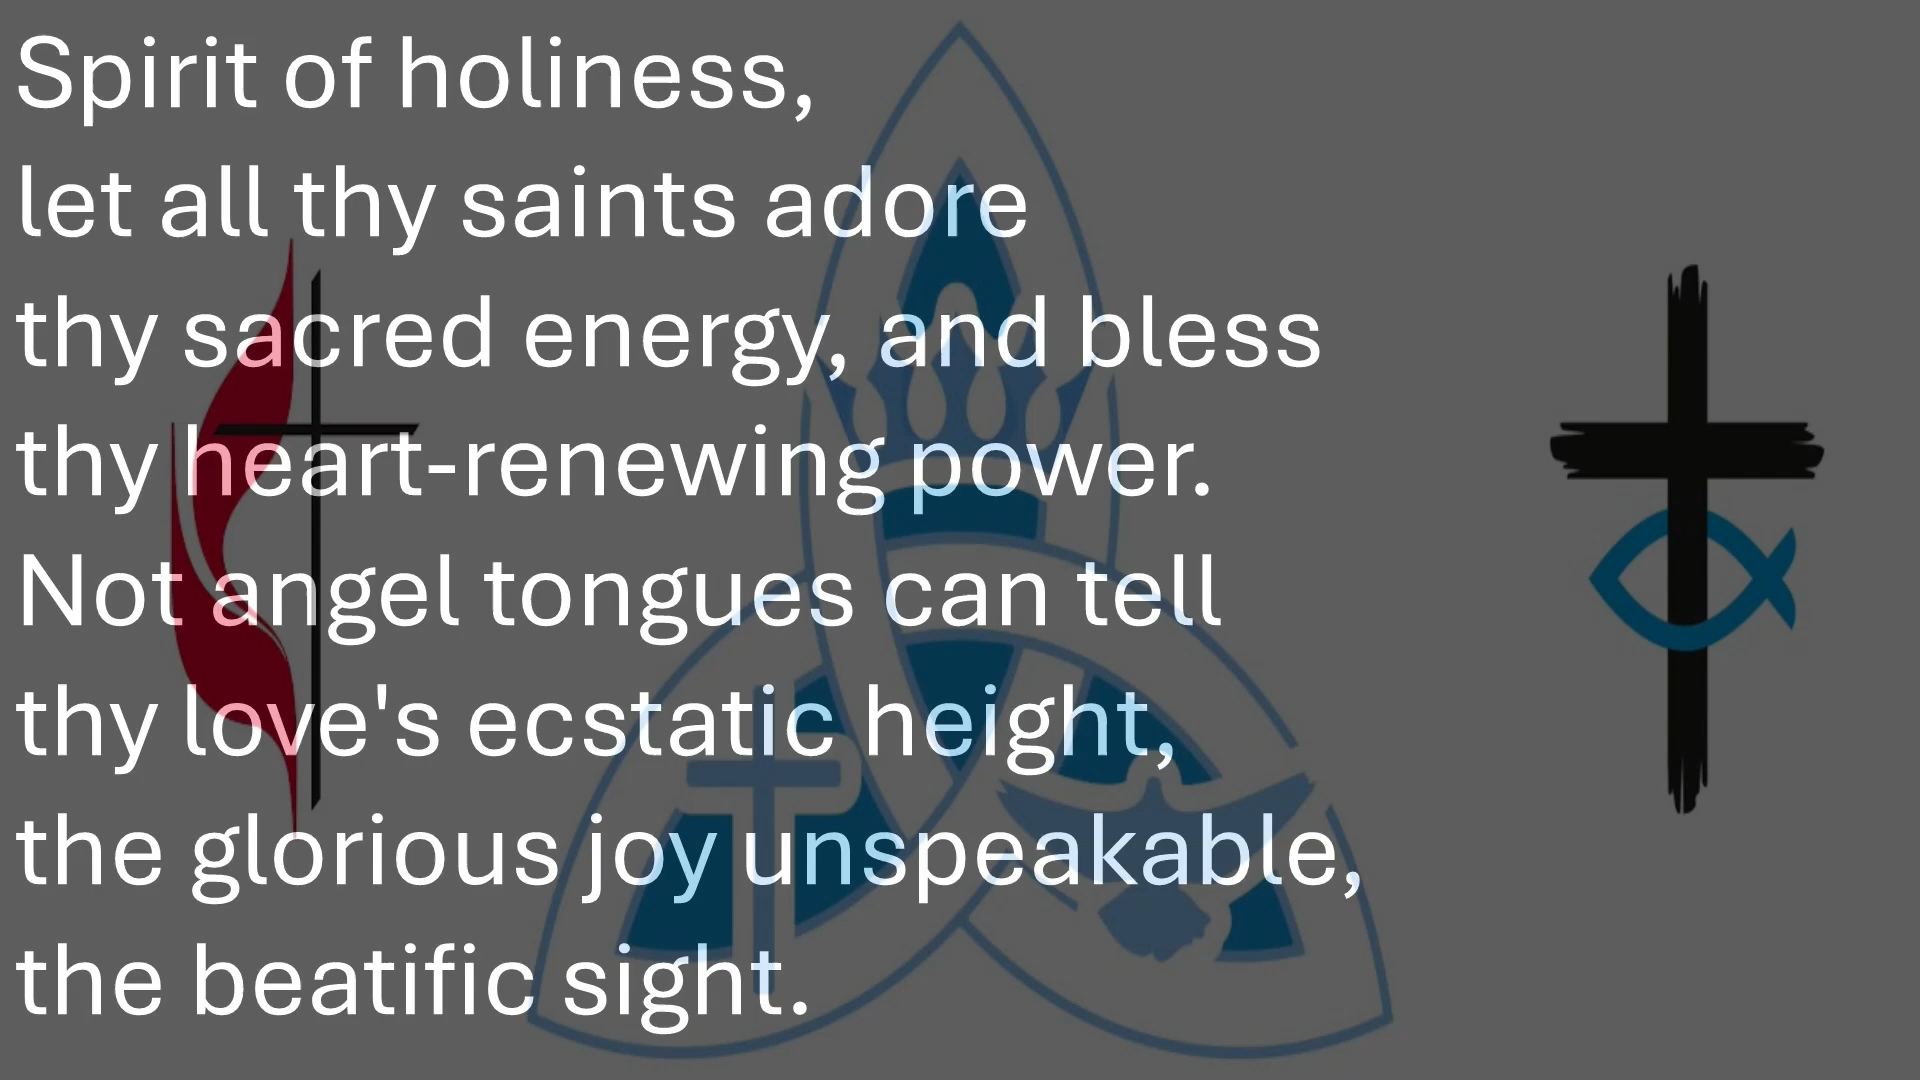 Spirit of holiness,
let all thy saints adore
thy sacred energy, and bless
thy heart-renewing power.
Not angel tongues can tell
thy love's ecstatic height,
the glorious joy unspeakable,
the beatific sight.